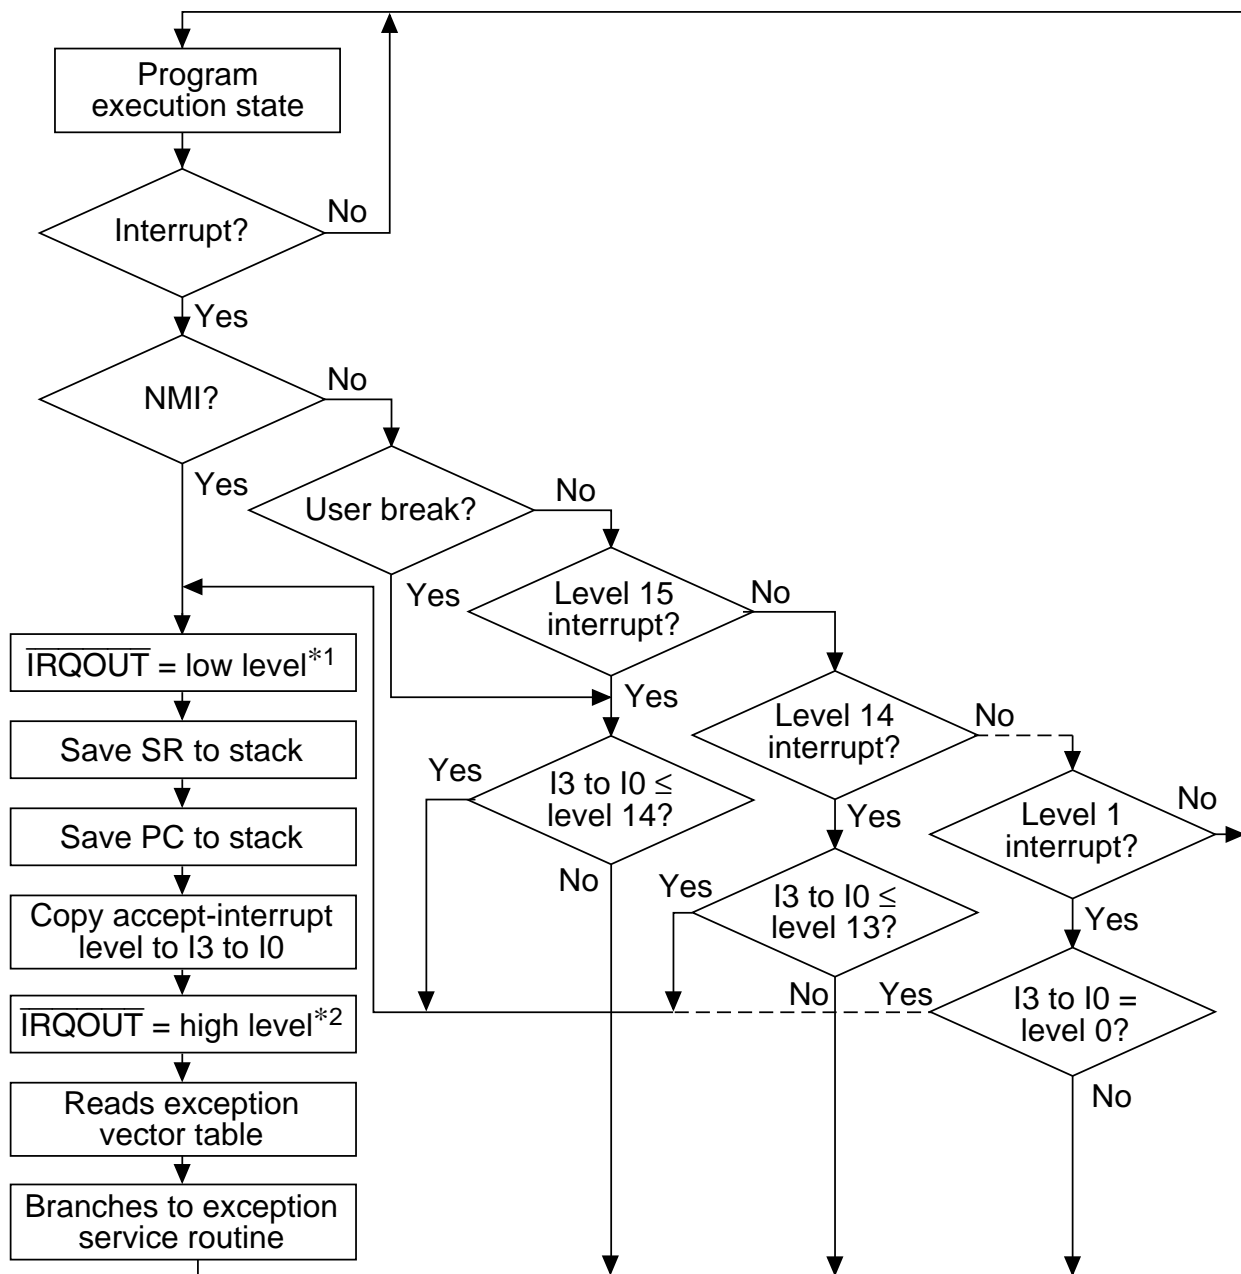 Program
execution state
Interrupt?
No
Yes
NMI?
No
Yes
User break?
No
Yes
Level 15
interrupt?
No
Yes
IRQOUT = low level*1
Level 14
interrupt?
No
Yes
Save SR to stack
I3 to I0 ≤
level 14?
Yes
No
Level 1
interrupt?
No
Yes
Save PC to stack
I3 to I0 ≤
level 13?
Yes
No
Copy accept-interrupt
level to I3 to I0
I3 to I0 =
level 0?
Yes
No
IRQOUT = high level*2
Reads exception
vector table
Branches to exception
service routine